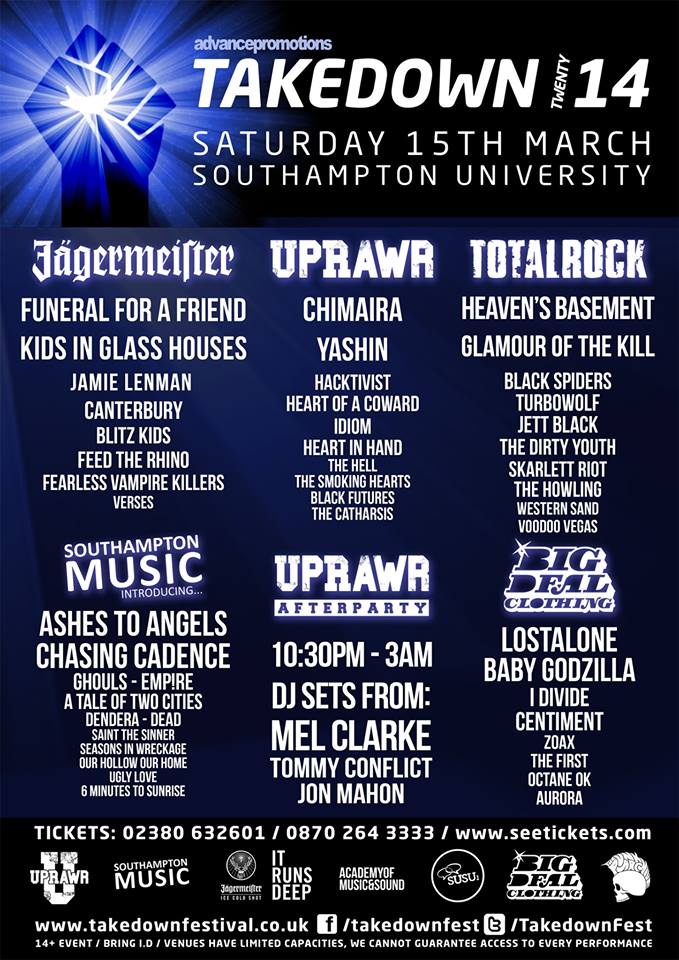 advancepromotions
TAKEDOWN TWENTY 14
SATURDAY 15TH MARCH
SOUTHAMPTON UNIVERSITY
Jägermeiſter
FUNERAL FOR A FRIEND
KIDS IN GLASS HOUSES
JAMIE LENMAN
CANTERBURY
BLITZ KIDS
FEED THE RHINO
FEARLESS VAMPIRE KILLERS
VERSES
UPRAWR
CHIMAIRA
YASHIN
HACKTIVIST
HEART OF A COWARD
IDIOM
HEART IN HAND
THE HELL
THE SMOKING HEARTS
BLACK FUTURES
THE CATHARSIS
TOTALROCK
HEAVEN'S BASEMENT
GLAMOUR OF THE KILL
BLACK SPIDERS
TURBOWOLF
JETT BLACK
THE DIRTY YOUTH
SKARLETT RIOT
THE HOWLING
WESTERN SAND
VOODOO VEGAS
SOUTHAMPTON
MUSIC
INTRODUCING...
ASHES TO ANGELS
CHASING CADENCE
GHOULS - EMP!RE
A TALE OF TWO CITIES
DENDERA - DEAD
SAINT THE SINNER
SEASONS IN WRECKAGE
OUR HOLLOW OUR HOME
UGLY LOVE
6 MINUTES TO SUNRISE
UPRAWR
AFTERPARTY
10:30PM - 3AM
DJ SETS FROM:
MEL CLARKE
TOMMY CONFLICT
JON MAHON
BIG
DEAL
CLOTHING
LOSTALONE
BABY GODZILLA
I DIVIDE
CENTIMENT
ZOAX
THE FIRST
OCTANE OK
AURORA
TICKETS: 02380 632601 / 0870 264 3333 / www.seetickets.com
U
UPRAWR
SOUTHAMPTON
MUSIC
Jägermeiſter
ICE COLD SHOT
IT
RUNS
DEEP
ACADEMYOF
MUSIC&SOUND
SUSU
BIG
DEAL
CLOTHING
www.takedownfestival.co.uk f /takedownfest t /TakedownFest
14+ EVENT / BRING I.D / VENUES HAVE LIMITED CAPACITIES, WE CANNOT GUARANTEE ACCESS TO EVERY PERFORMANCE